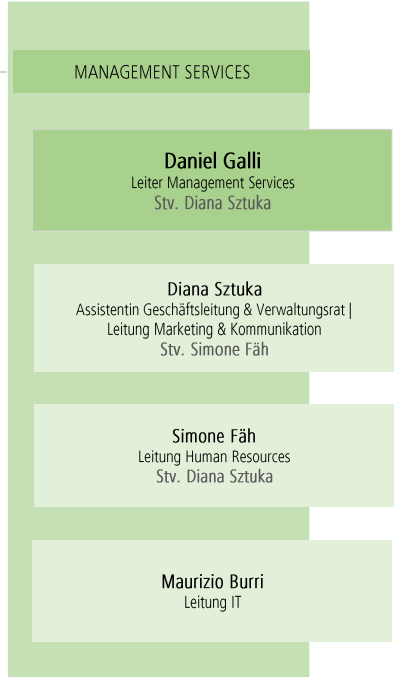 MANAGEMENT SERVICES
Daniel Galli
Leiter Management Services
Stv. Diana Sztuka
Diana Sztuka
Assistentin Geschäftsleitung & Verwaltungsrat |
Leitung Marketing & Kommunikation
Stv. Simone Fäh
Simone Fäh
Leitung Human Resources
Stv. Diana Sztuka
Maurizio Burri
Leitung IT